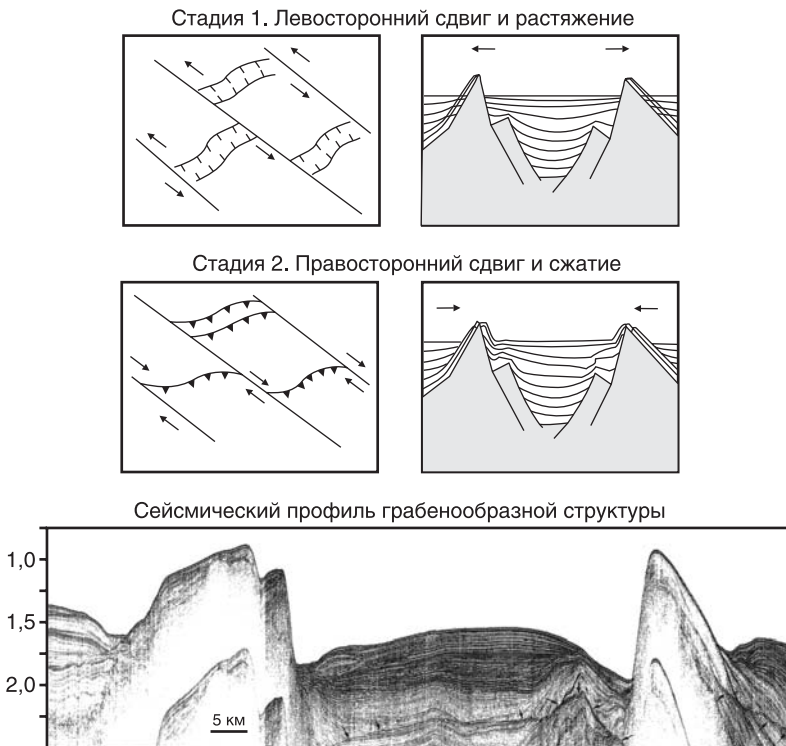 Стадия 1. Левосторонний сдвиг и растяжение
Стадия 2. Правосторонний сдвиг и сжатие
Сейсмический профиль грабенообразной структуры
1,0
1,5
2,0
5 км